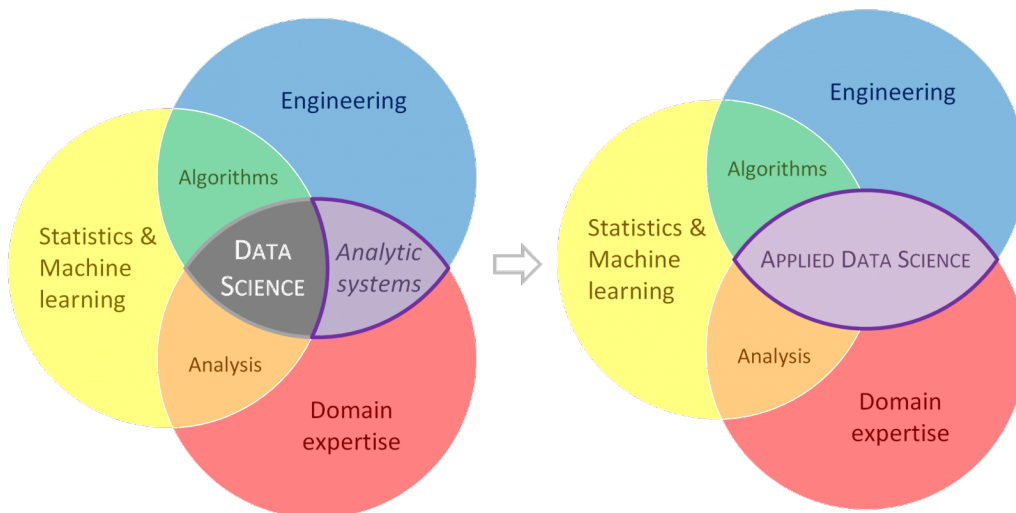 Engineering
Algorithms
Statistics &
Machine
learning
DATA
SCIENCE
Analytic
systems
Analysis
Domain
expertise
Engineering
Algorithms
Statistics &
Machine
learning
APPLIED DATA SCIENCE
Analysis
Domain
expertise